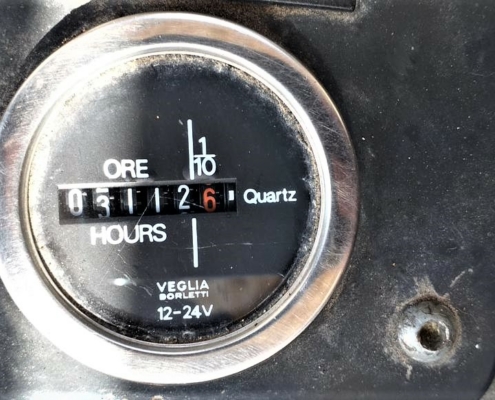 1
10
ORE
031126 Quartz
HOURS
VEGLIA
BORLETTI
12-24V